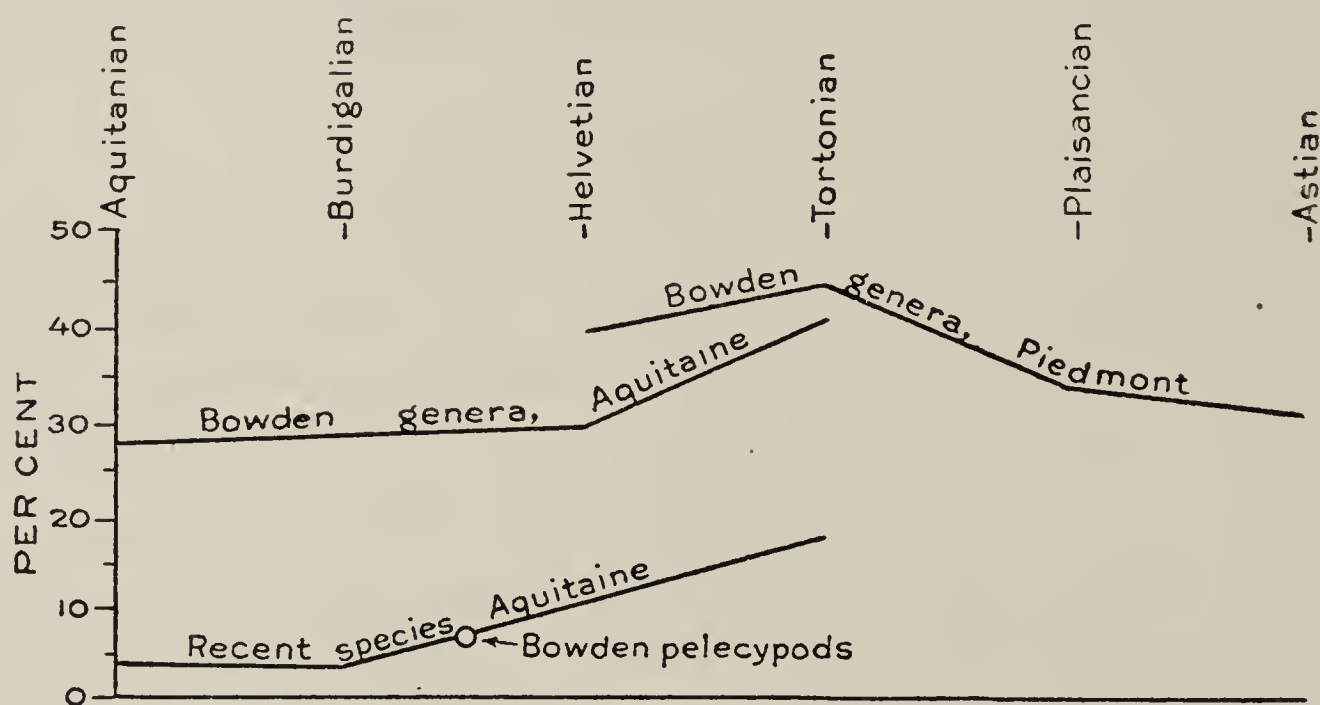 Aquitanian
-Burdigalian
-Helvetian
-Tortonian
-Plaisancian
-Astian
PER CENT
50
40
30
20
10
0
Bowden genera, Piedmont
Bowden genera, Aquitaine
Recent species Aquitaine
Bowden pelecypods